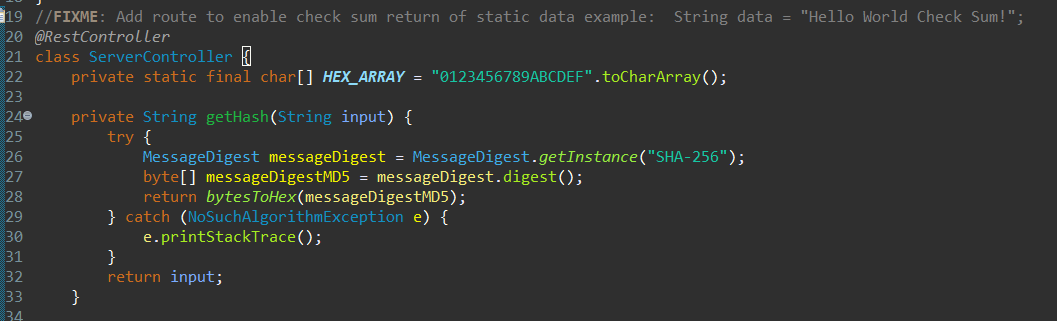 19 //FIXME: Add route to enable check sum return of static data example:  String data = "Hello World Check Sum!";
20 @RestController
21 class ServerController {
22     private static final char[] HEX_ARRAY = "0123456789ABCDEF".toCharArray();
23
24     private String getHash(String input) {
25         try {
26             MessageDigest messageDigest = MessageDigest.getInstance("SHA-256");
27             byte[] messageDigestMD5 = messageDigest.digest();
28             return bytesToHex(messageDigestMD5);
29         } catch (NoSuchAlgorithmException e) {
30             e.printStackTrace();
31         }
32         return input;
33     }
34